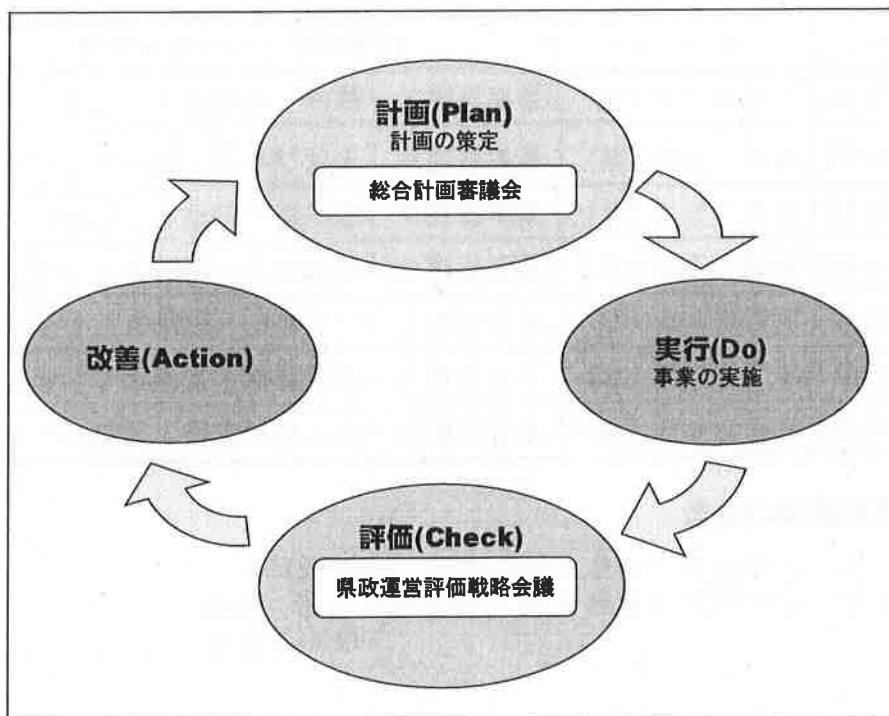 計画(Plan)
計画の策定
総合計画審議会
実行(Do)
事業の実施
評価(Check)
県政運営評価戦略会議
改善(Action)